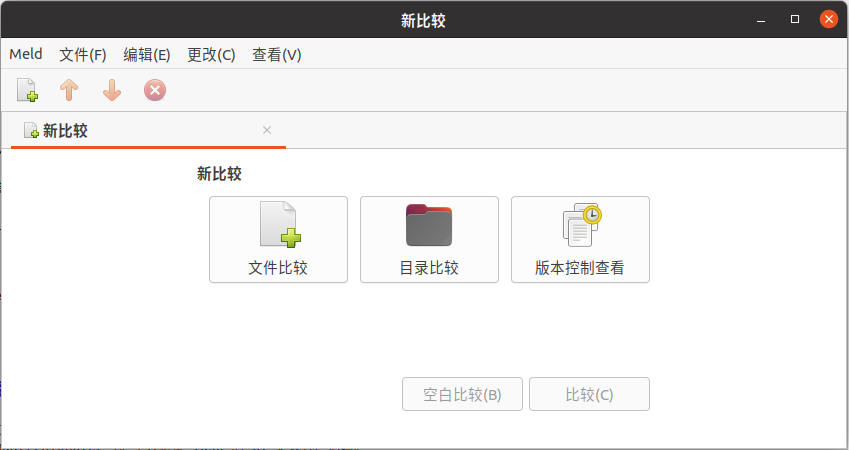 新比较
Meld 文件(F) 编辑(E) 更改(C) 查看(V)
新比较
新比较
文件比较 目录比较 版本控制查看
空白比较(B) 比较(C)